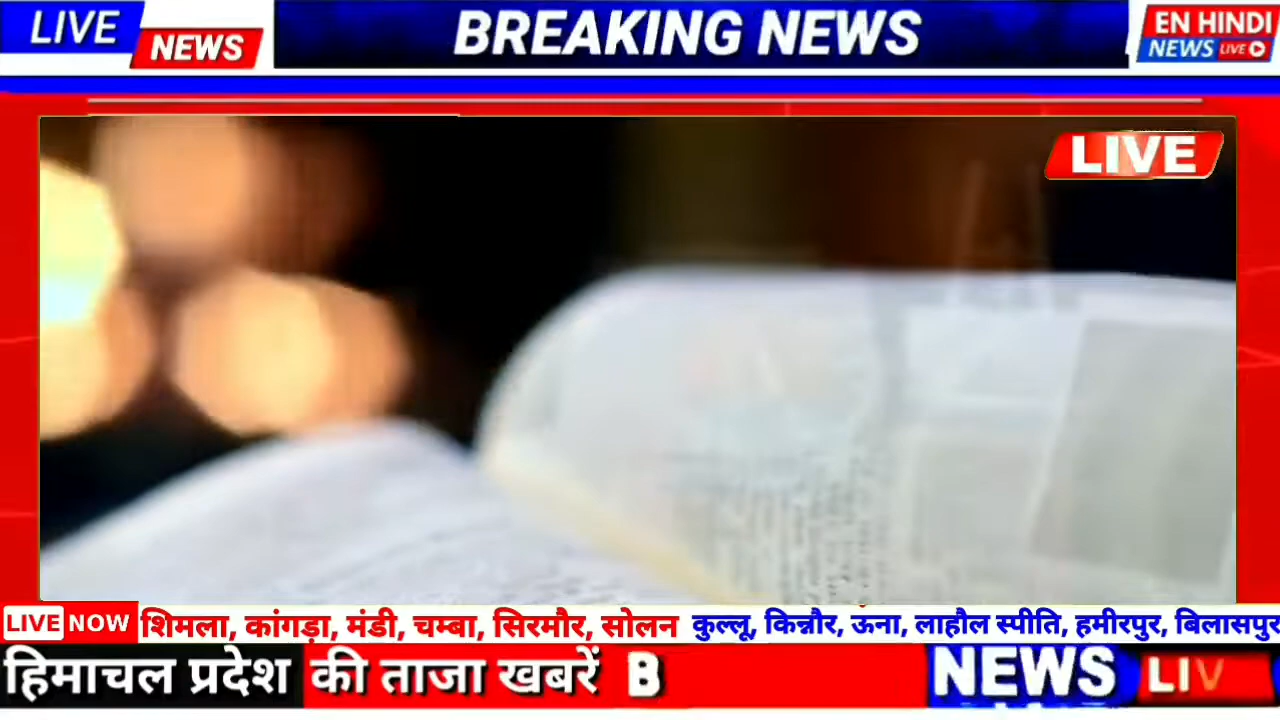 LIVE NEWS
BREAKING NEWS
EN HINDI
NEWS LIVE
LIVE
LIVE NOW
शिमला, कांगड़ा, मंडी, चम्बा, सिरमौर, सोलन कुल्लू, किन्नौर, ऊना, लाहौल स्पीति, हमीरपुर, बिलासपुर
हिमाचल प्रदेश की ताजा खबरें B
NEWS LIV